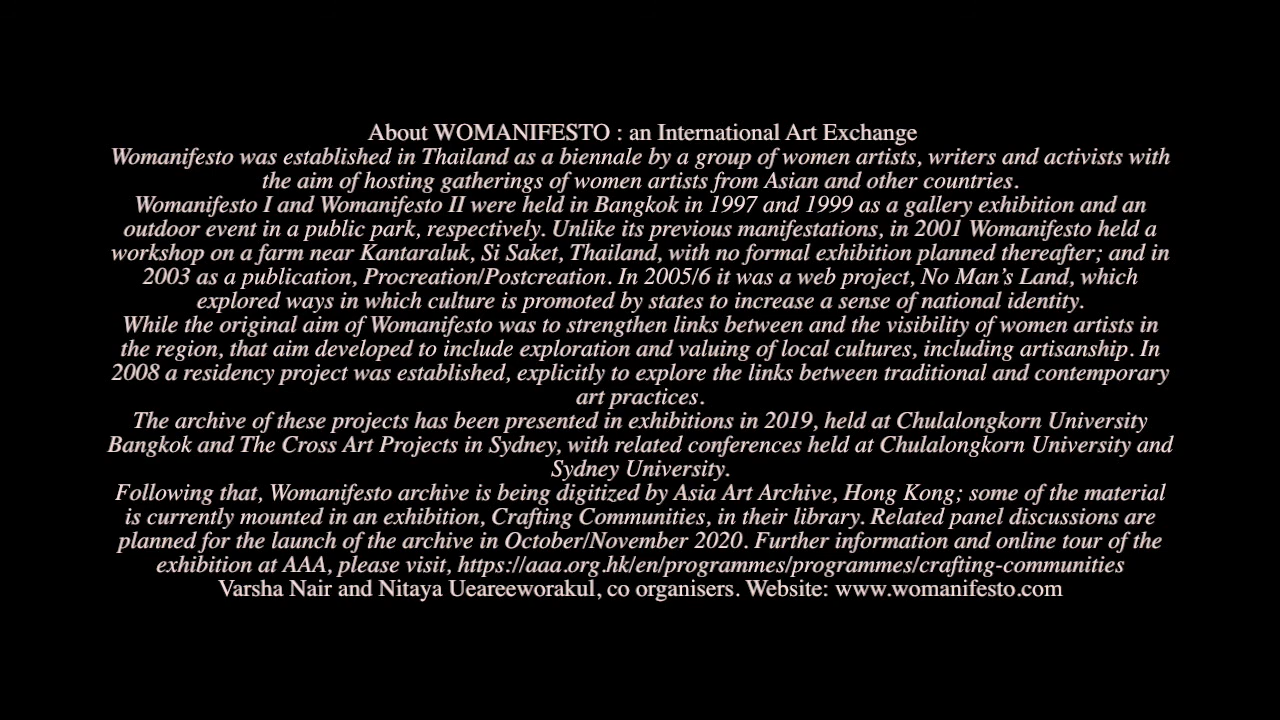 About WOMANIFESTO : an International Art Exchange
Womanifesto was established in Thailand as a biennale by a group of women artists, writers and activists with
the aim of hosting gatherings of women artists from Asian and other countries.
Womanifesto I and Womanifesto II were held in Bangkok in 1997 and 1999 as a gallery exhibition and an
outdoor event in a public park, respectively. Unlike its previous manifestations, in 2001 Womanifesto held a
workshop on a farm near Kantaraluk, Si Saket, Thailand, with no formal exhibition planned thereafter; and in
2003 as a publication, Procreation/Postcreation. In 2005/6 it was a web project, No Man’s Land, which
explored ways in which culture is promoted by states to increase a sense of national identity.
While the original aim of Womanifesto was to strengthen links between and the visibility of women artists in
the region, that aim developed to include exploration and valuing of local cultures, including artisanship. In
2008 a residency project was established, explicitly to explore the links between traditional and contemporary
art practices.
The archive of these projects has been presented in exhibitions in 2019, held at Chulalongkorn University
Bangkok and The Cross Art Projects in Sydney, with related conferences held at Chulalongkorn University and
Sydney University.
Following that, Womanifesto archive is being digitized by Asia Art Archive, Hong Kong; some of the material
is currently mounted in an exhibition, Crafting Communities, in their library. Related panel discussions are
planned for the launch of the archive in October/November 2020. Further information and online tour of the
exhibition at AAA, please visit, https://aaa.org.hk/en/programmes/programmes/crafting-communities
Varsha Nair and Nitaya Ueareeworakul, co organisers. Website: www.womanifesto.com